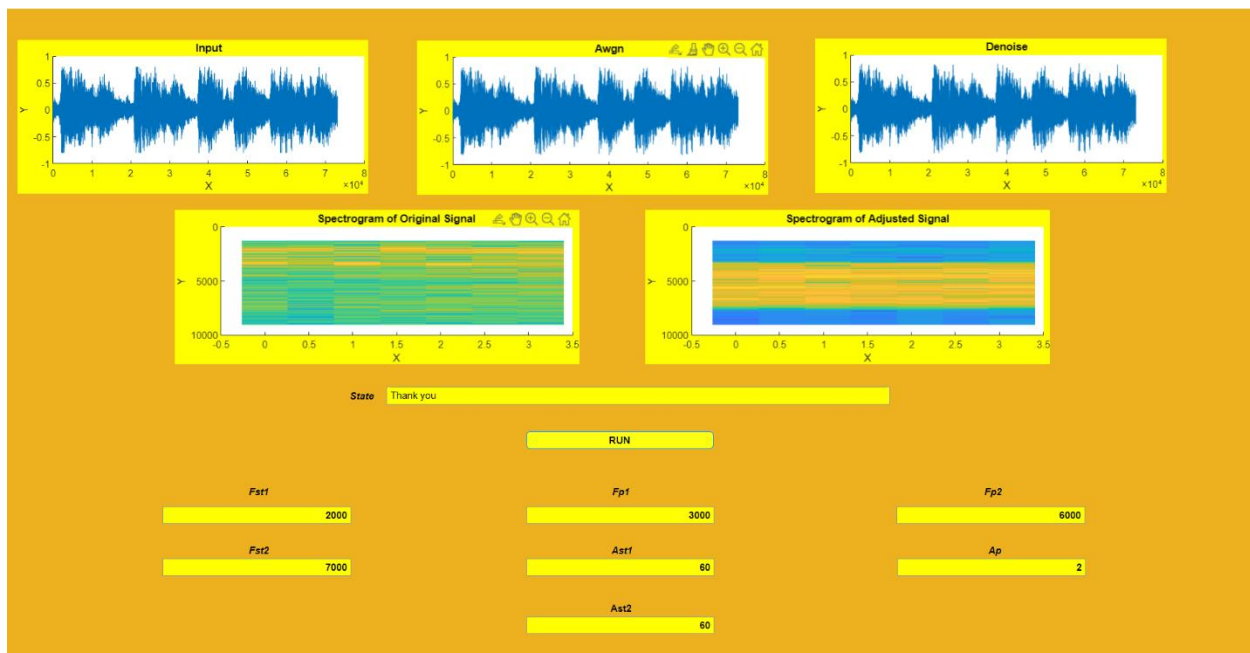 Input
Awgn
Denoise
Y
1
0.5
0
-0.5
-1
0 1 2 3 4 5 6 7 8
X
×10⁴
Y
1
0.5
0
-0.5
-1
0 1 2 3 4 5 6 7 8
X
×10⁴
Y
1
0.5
0
-0.5
-1
0 1 2 3 4 5 6 7 8
X
×10⁴
Spectrogram of Original Signal
Y
0
5000
10000
-0.5 0 0.5 1 1.5 2 2.5 3 3.5
X
Spectrogram of Adjusted Signal
Y
0
5000
10000
-0.5 0 0.5 1 1.5 2 2.5 3 3.5
X
State Thank you
RUN
Fst1 Fp1 Fp2
2000 3000 6000
Fst2 Ast1 Ap
7000 60 2
Ast2
60